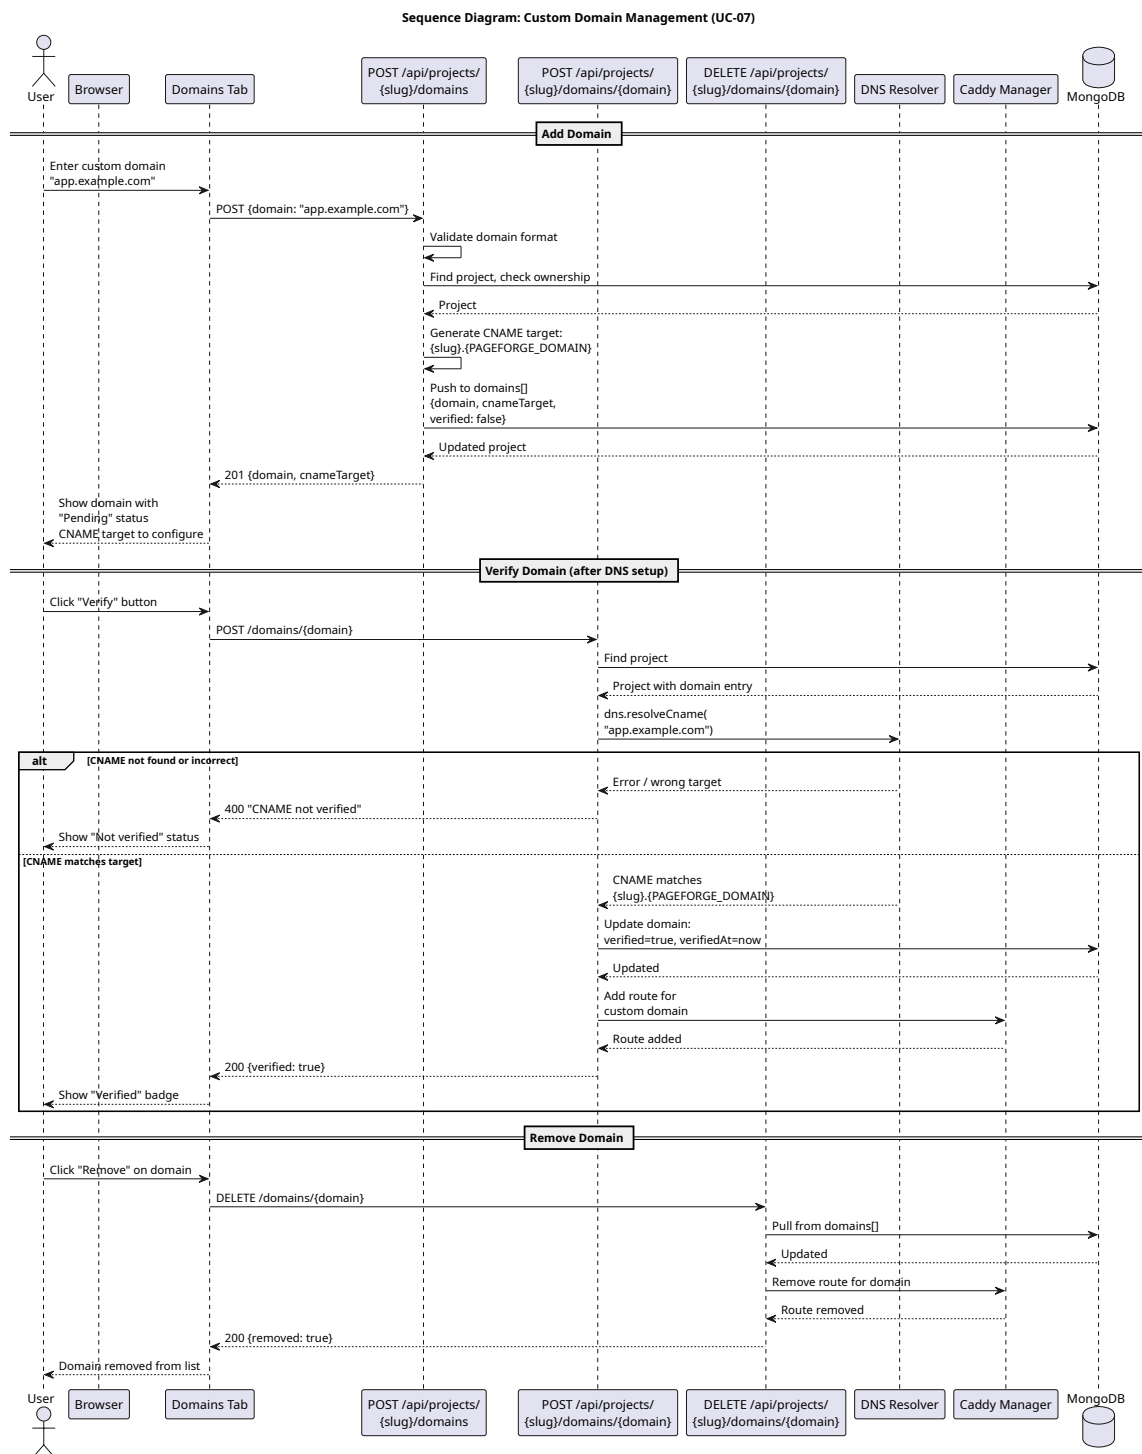 Sequence Diagram: Custom Domain Management (UC-07)
User
Browser
Domains Tab
POST /api/projects/
{slug}/domains
POST /api/projects/
{slug}/domains/{domain}
DELETE /api/projects/
{slug}/domains/{domain}
DNS Resolver
Caddy Manager
MongoDB
Add Domain
Enter custom domain
"app.example.com"
POST {domain: "app.example.com"}
Validate domain format
Find project, check ownership
Project
Generate CNAME target:
{slug}.{PAGEFORGE_DOMAIN}
Push to domains[]
{domain, cnameTarget,
verified: false}
Updated project
201 {domain, cnameTarget}
Show domain with
"Pending" status
CNAME target to configure
Verify Domain (after DNS setup)
Click "Verify" button
POST /domains/{domain}
Find project
Project with domain entry
dns.resolveCname(
"app.example.com")
alt [CNAME not found or incorrect]
Error / wrong target
400 "CNAME not verified"
Show "Not verified" status
[CNAME matches target]
CNAME matches
{slug}.{PAGEFORGE_DOMAIN}
Update domain:
verified=true, verifiedAt=now
Updated
Add route for
custom domain
Route added
200 {verified: true}
Show "Verified" badge
Remove Domain
Click "Remove" on domain
DELETE /domains/{domain}
Pull from domains[]
Updated
Remove route for domain
Route removed
200 {removed: true}
Domain removed from list
User
Browser
Domains Tab
POST /api/projects/
{slug}/domains
POST /api/projects/
{slug}/domains/{domain}
DELETE /api/projects/
{slug}/domains/{domain}
DNS Resolver
Caddy Manager
MongoDB